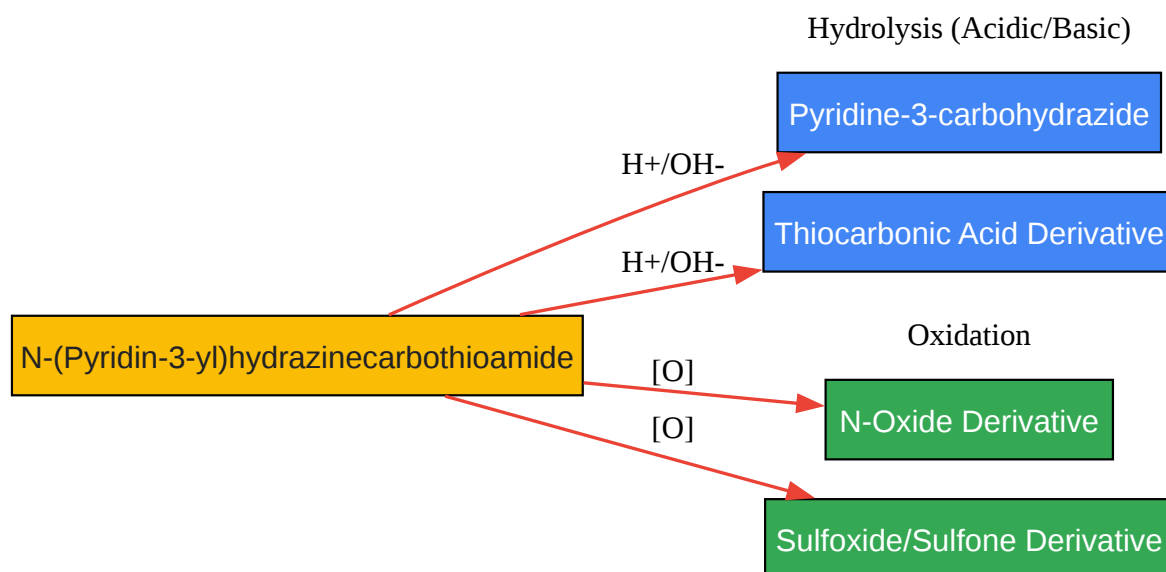 Hydrolysis (Acidic/Basic)
Pyridine-3-carbohydrazide
H+/OH-
Thiocarbonic Acid Derivative
H+/OH-
N-(Pyridin-3-yl)hydrazinecarbothioamide
Oxidation
[O]
N-Oxide Derivative
[O]
Sulfoxide/Sulfone Derivative